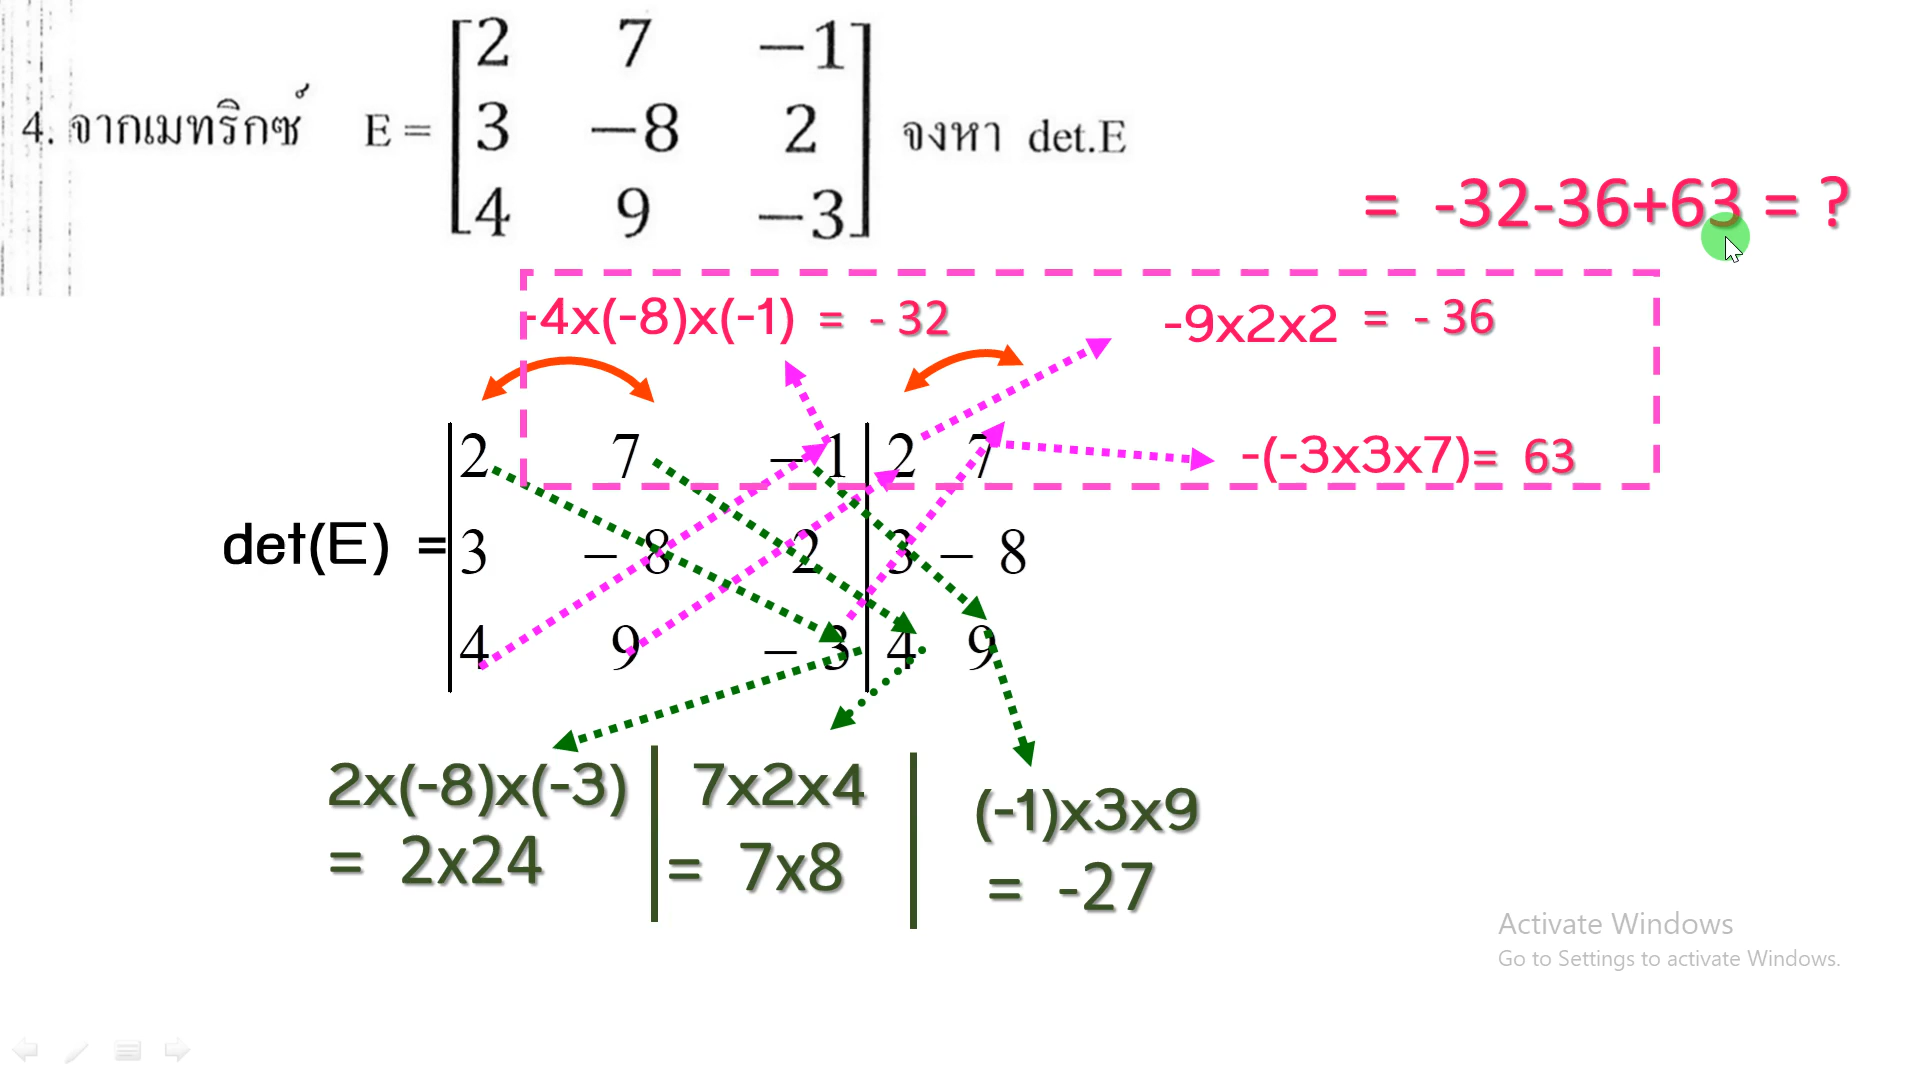 4. จากเมทริกซ์ E = [2 7 −1
3 −8 2
4 9 −3] จงหา det.E
= -32-36+63 = ?
-4x(-8)x(-1) = - 32
-9x2x2 = - 36
-(-3x3x7)= 63
2 7 − 1 2 7
det(E) = 3 − 8 2 3 − 8
4 9 − 3 4 9
2x(-8)x(-3)
= 2x24
7x2x4
= 7x8
(-1)x3x9
= -27
Activate Windows
Go to Settings to activate Windows.